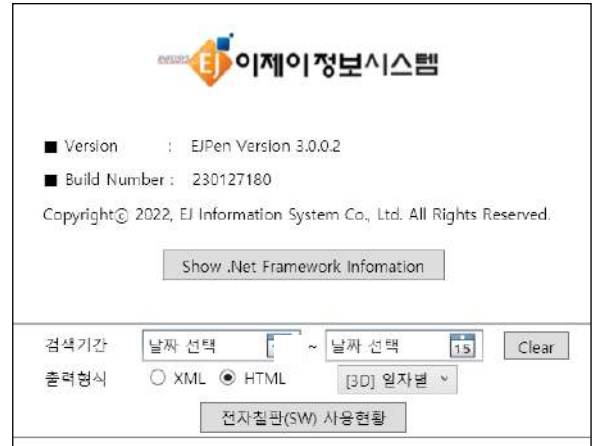 EJ 이제이정보시스템
■ Version : EJPen Version 3.0.0.2
■ Build Number : 230127180
Copyrightⓒ 2022, EJ Information System Co., Ltd. All Rights Reserved.
Show .Net Framework Infomation
검색기간 날짜 선택 ~ 날짜 선택 15 Clear
출력형식 XML HTML [3D] 일자별
전자칠판(SW) 사용현황